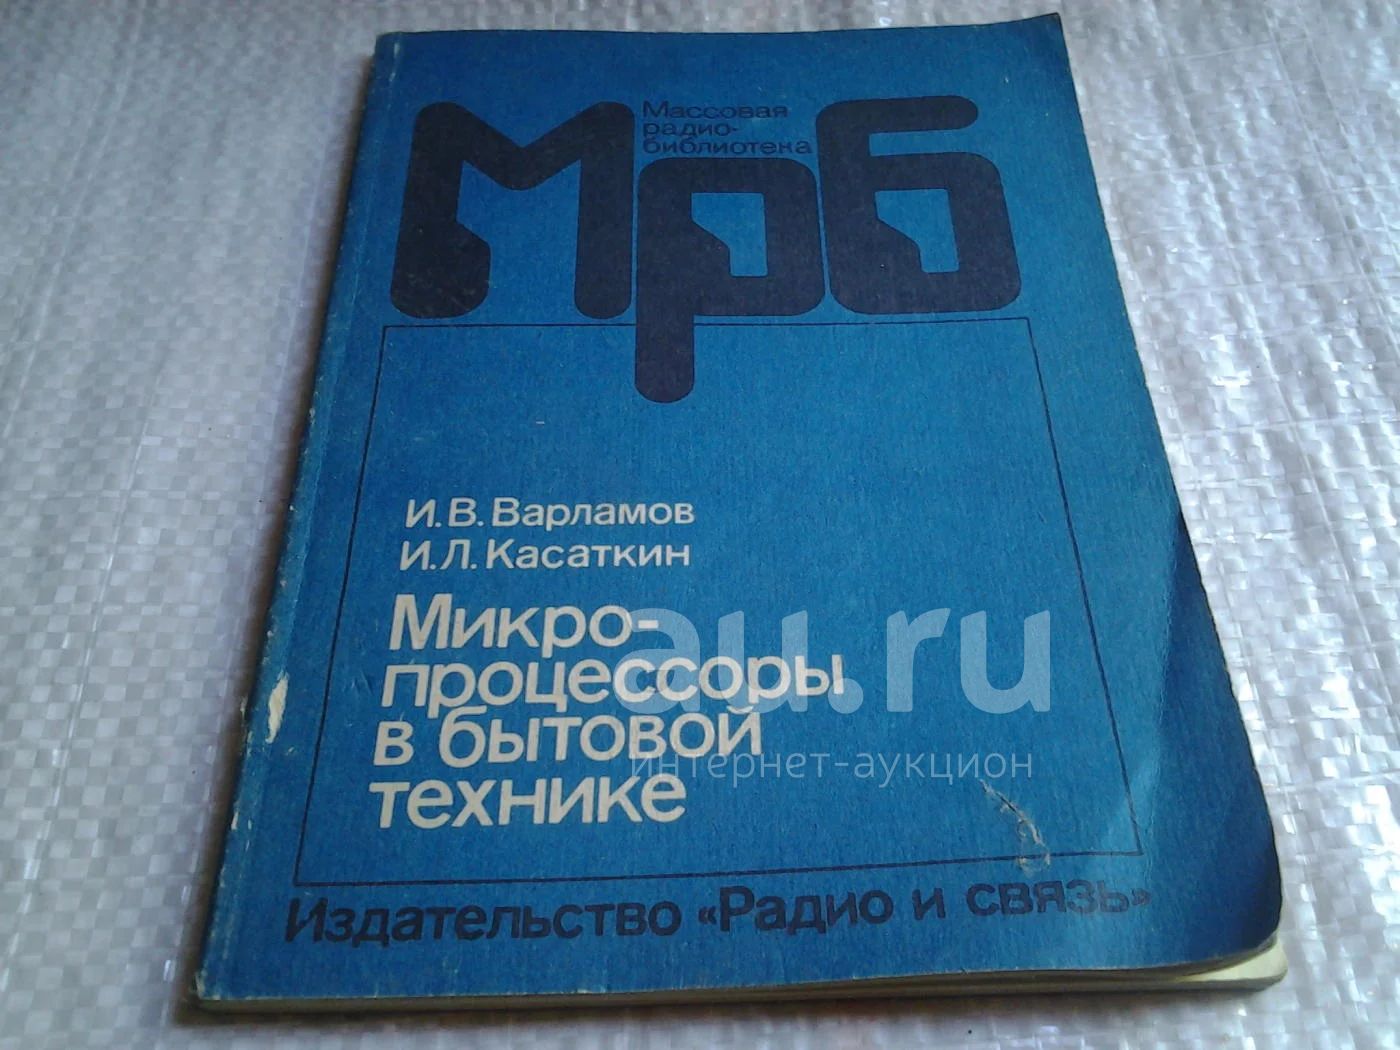 Мрб
Массовая
радио-
библиотека
И. В. Варламов
И. Л. Касаткин
Микро-
процессоры
в бытовой
технике
au.ru
интернет-аукцион
Издательство «Радио и связь»